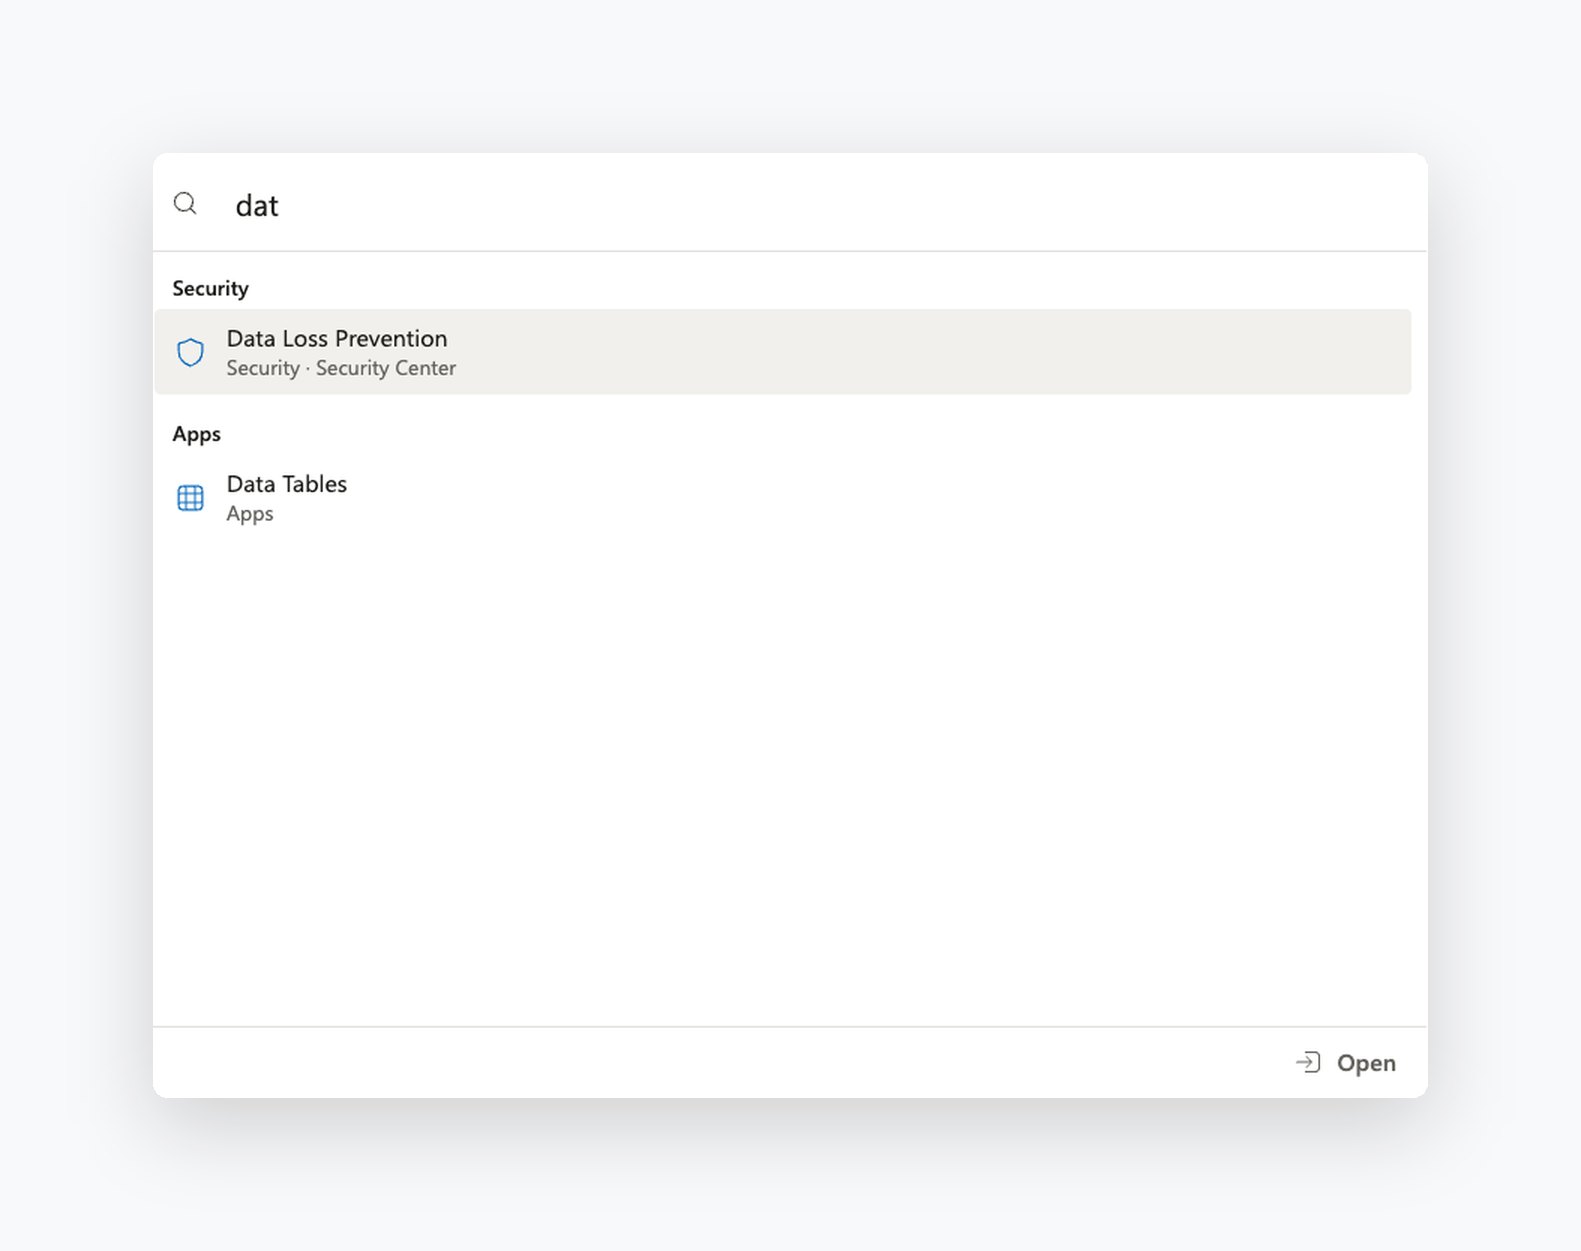 dat
Security
Data Loss Prevention
Security · Security Center
Apps
Data Tables
Apps
Open